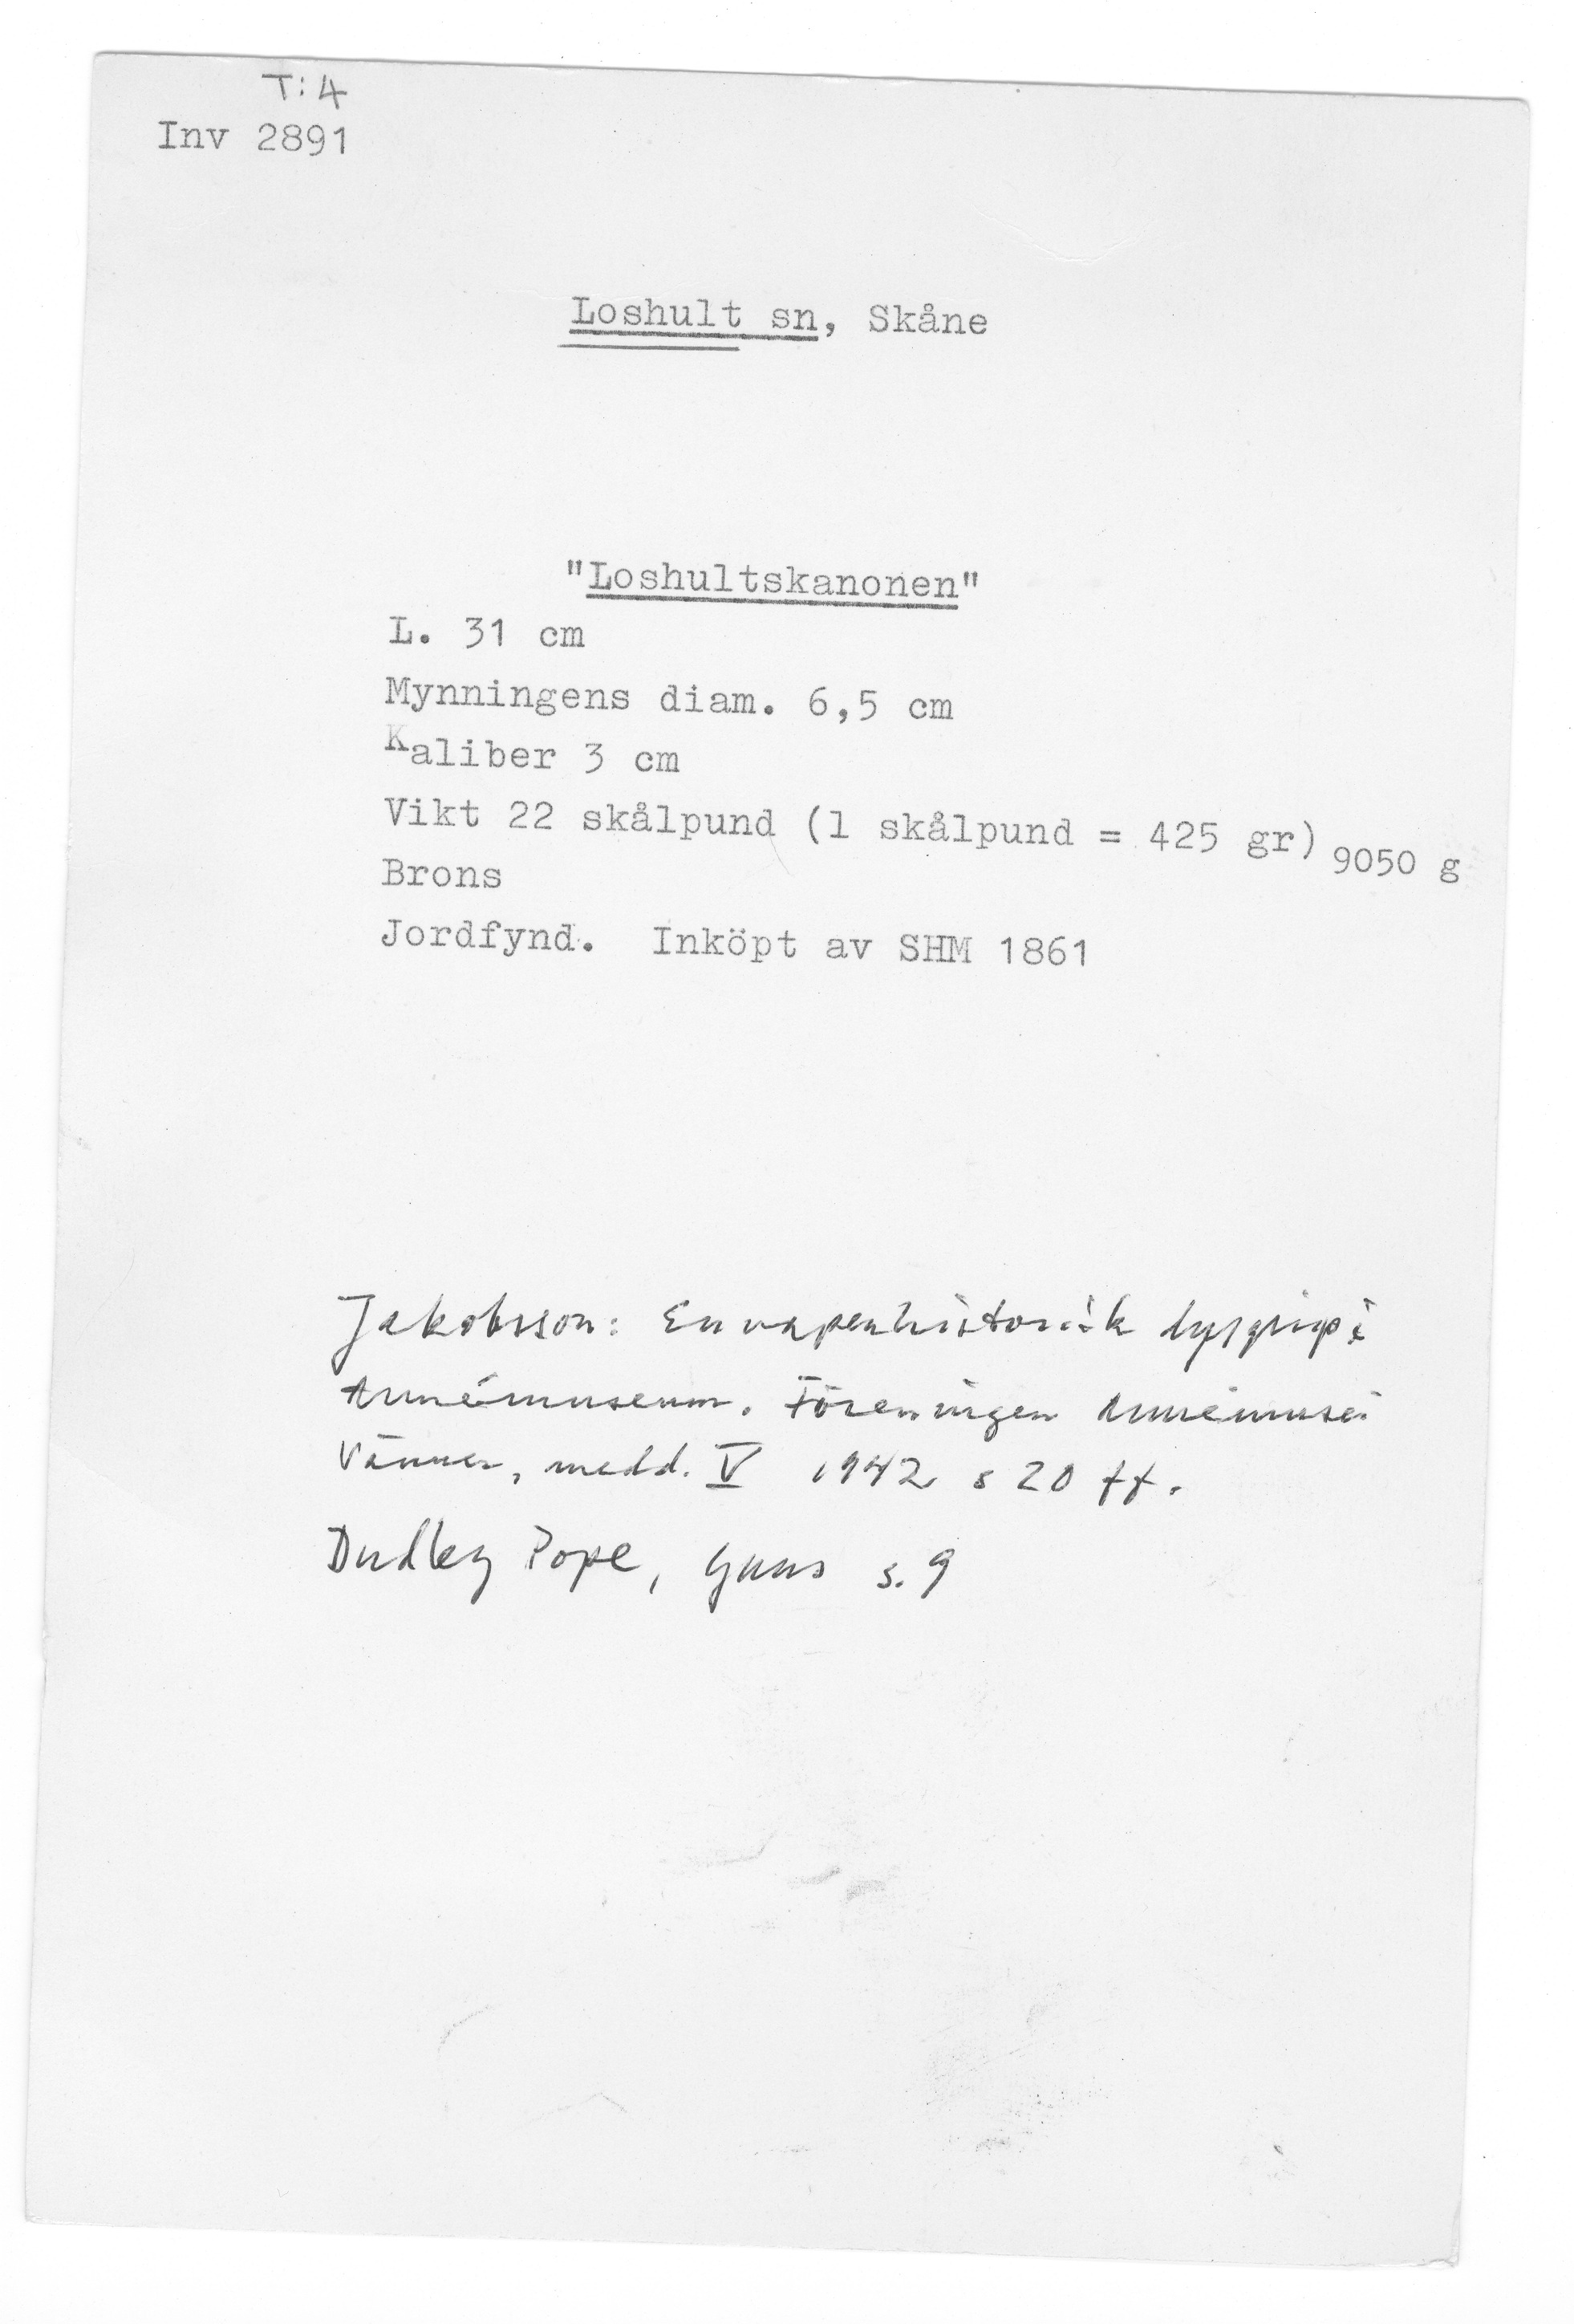 T:4
Inv 2891
Loshult sn, Skåne
"Loshultskanonen"
L. 31 cm
Mynningens diam. 6,5 cm
Kaliber 3 cm
Vikt 22 skålpund (1 skålpund = 425 gr) 9050 g
Brons
Jordfynd. Inköpt av SHM 1861
Jakobsson: En vapenhistorisk dyrgrip i
Armémuseum. Föreningen Armémusei
Vänner, medd. V 1942 s 20 ff.
Dudley Pope, Guns s. 9